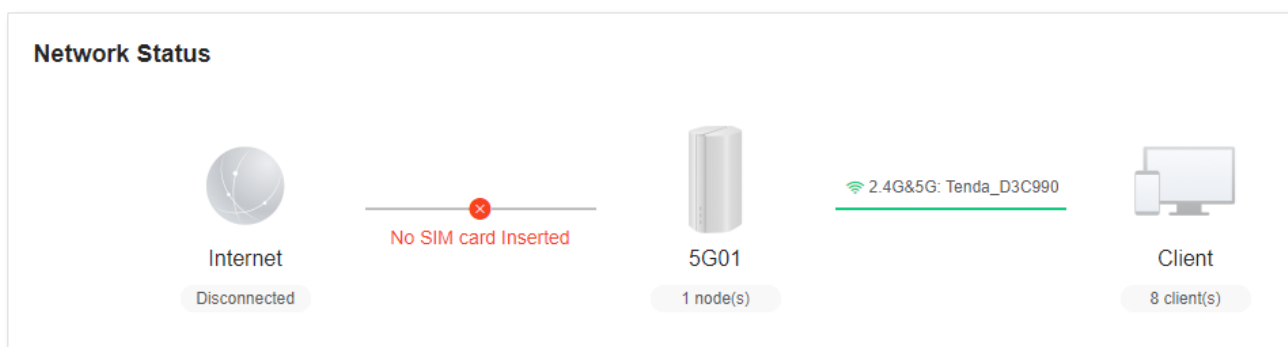 Network Status
2.4G&5G: Tenda_D3C990
No SIM card Inserted
Internet
5G01
Client
Disconnected
1 node(s)
8 client(s)